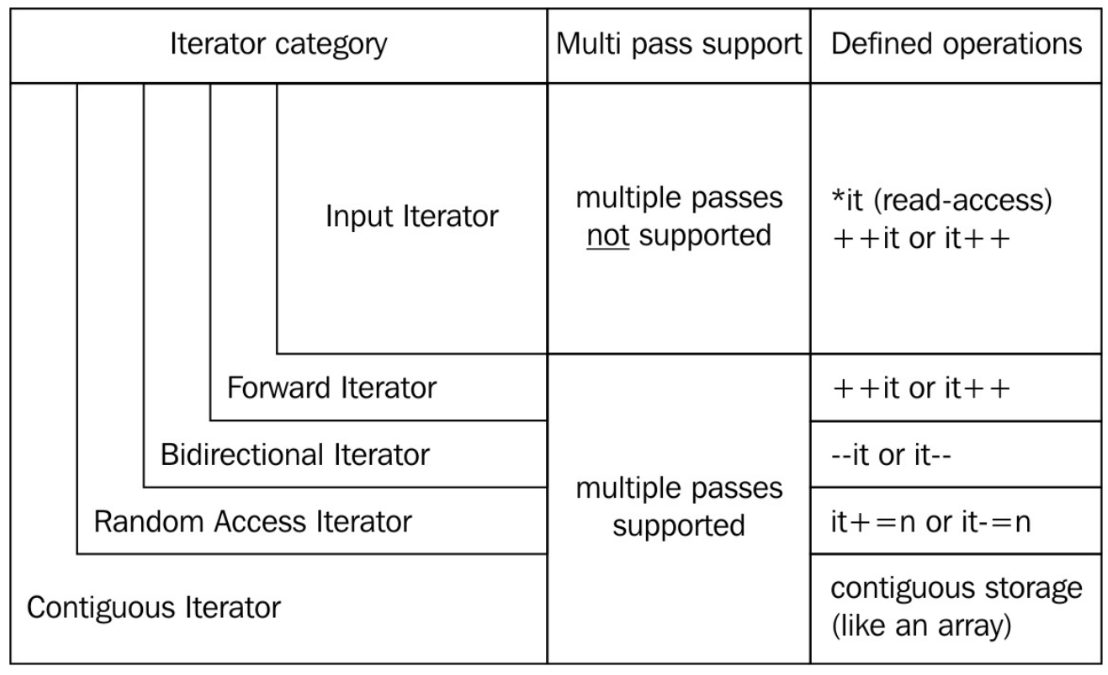 Iterator category
Multi pass support
Defined operations
Input Iterator
multiple passes
not supported
*it (read-access)
++it or it++
Forward Iterator
++it or it++
Bidirectional Iterator
--it or it--
multiple passes
supported
Random Access Iterator
it+=n or it-=n
Contiguous Iterator
contiguous storage
(like an array)